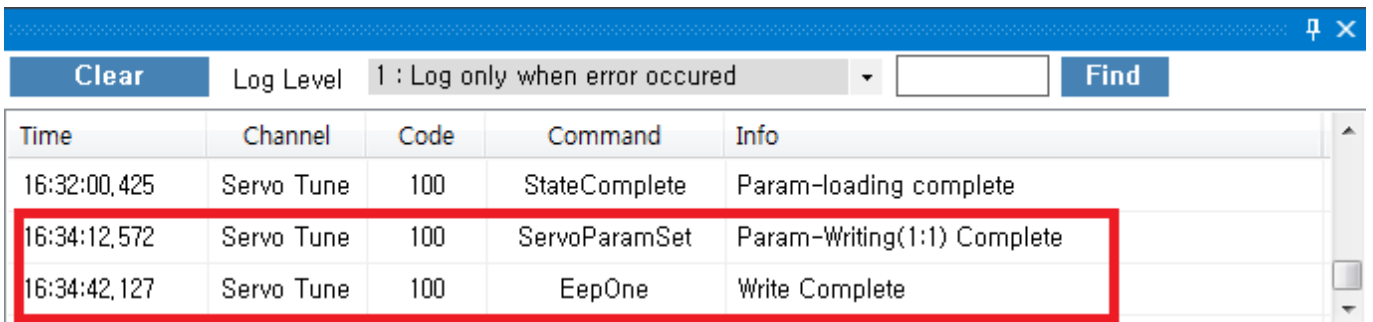 Clear Log Level 1 : Log only when error occured Find
Time Channel Code Command Info
16:32:00,425 Servo Tune 100 StateComplete Param-loading complete
16:34:12,572 Servo Tune 100 ServoParamSet Param-Writing(1:1) Complete
16:34:42,127 Servo Tune 100 EepOne Write Complete